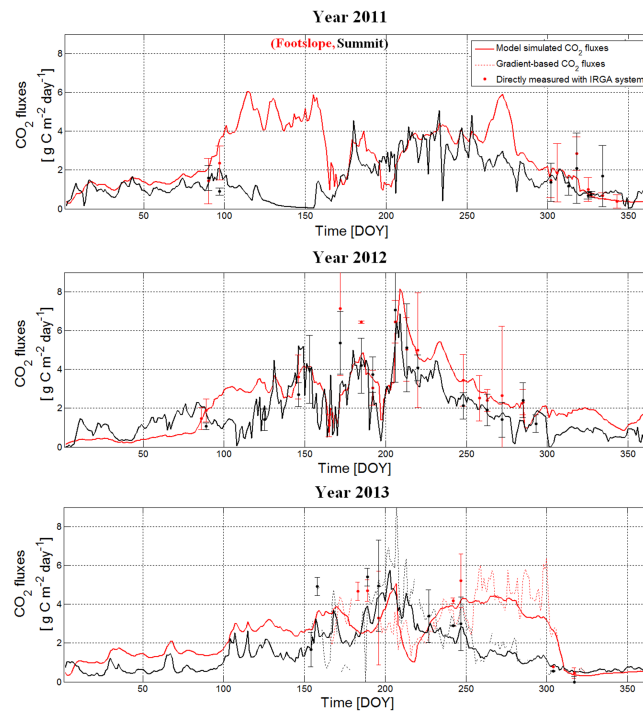 Year 2011
(Footslope, Summit)
Model simulated CO2 fluxes
Gradient-based CO2 fluxes
Directly measured with IRGA system
CO2 fluxes
[ g C m-2 day-1]
8
6
4
2
0
50 100 150 200 250 300 350
Time [DOY]
Year 2012
CO2 fluxes
[ g C m-2 day-1]
8
6
4
2
0
50 100 150 200 250 300 350
Time [DOY]
Year 2013
CO2 fluxes
[ g C m-2 day-1]
8
6
4
2
0
50 100 150 200 250 300 350
Time [DOY]